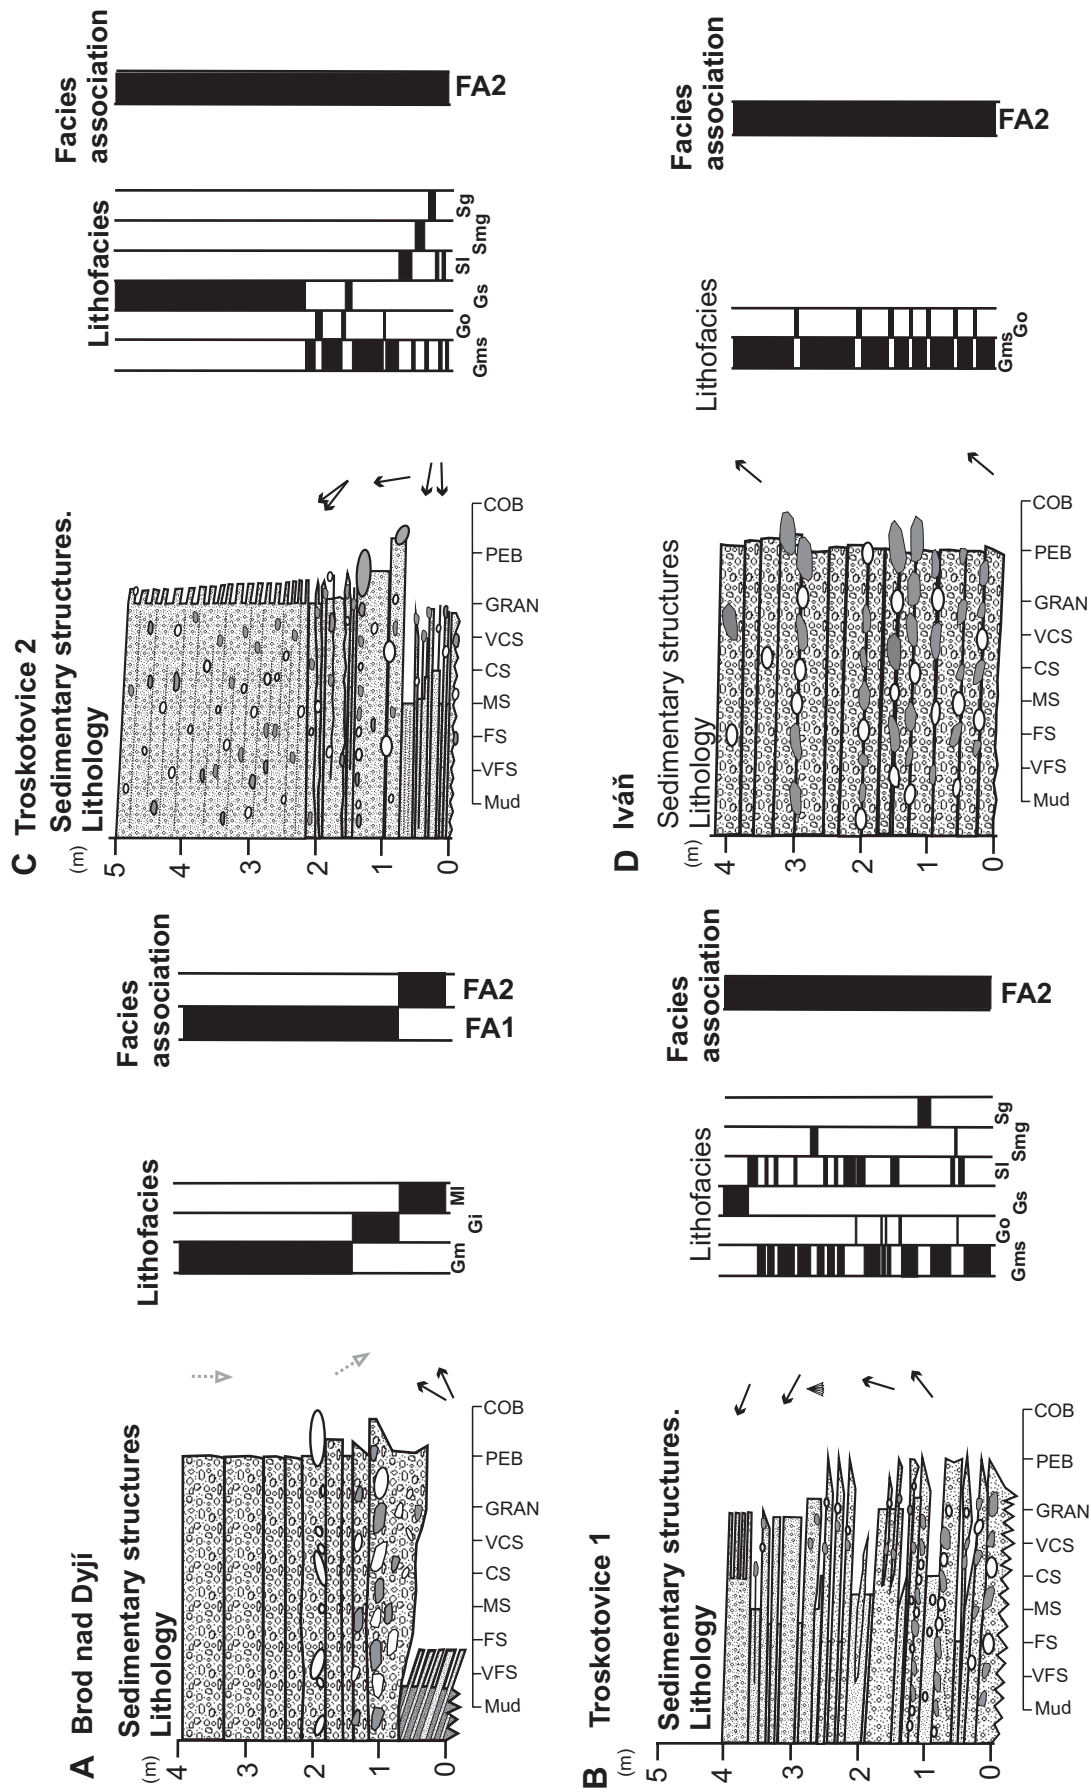 A Brod nad Dyjí
Sedimentary structures
Lithology
(m)
4
3
2
1
0
COB
PEB
GRAN
VCS
CS
MS
FS
VFS
Mud
Lithofacies
Gm
Gi
Ml
Facies
association
FA1
FA2
B Troskotovice 1
Sedimentary structures.
Lithology
(m)
5
4
3
2
1
0
COB
PEB
GRAN
VCS
CS
MS
FS
VFS
Mud
Lithofacies
Gms
Go
Gs
Sl
Smg
Sg
Facies
association
FA2
C Troskotovice 2
Sedimentary structures.
Lithology
(m)
5
4
3
2
1
0
COB
PEB
GRAN
VCS
CS
MS
FS
VFS
Mud
Lithofacies
Gms
Go
Gs
Sl
Smg
Sg
Facies
association
FA2
D Iváň
Sedimentary structures
Lithology
(m)
4
3
2
1
0
COB
PEB
GRAN
VCS
CS
MS
FS
VFS
Mud
Lithofacies
Gms
Go
Facies
association
FA2